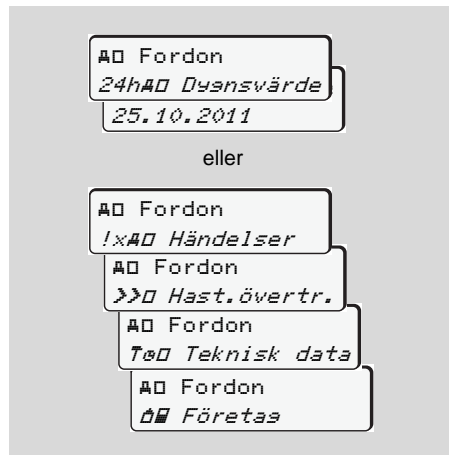 Fordon
24h Dygnsvärde
25.10.2011
eller
Fordon
!x Händelser
Fordon
>> Hast.övertr.
Fordon
Teknisk data
Fordon
Företag